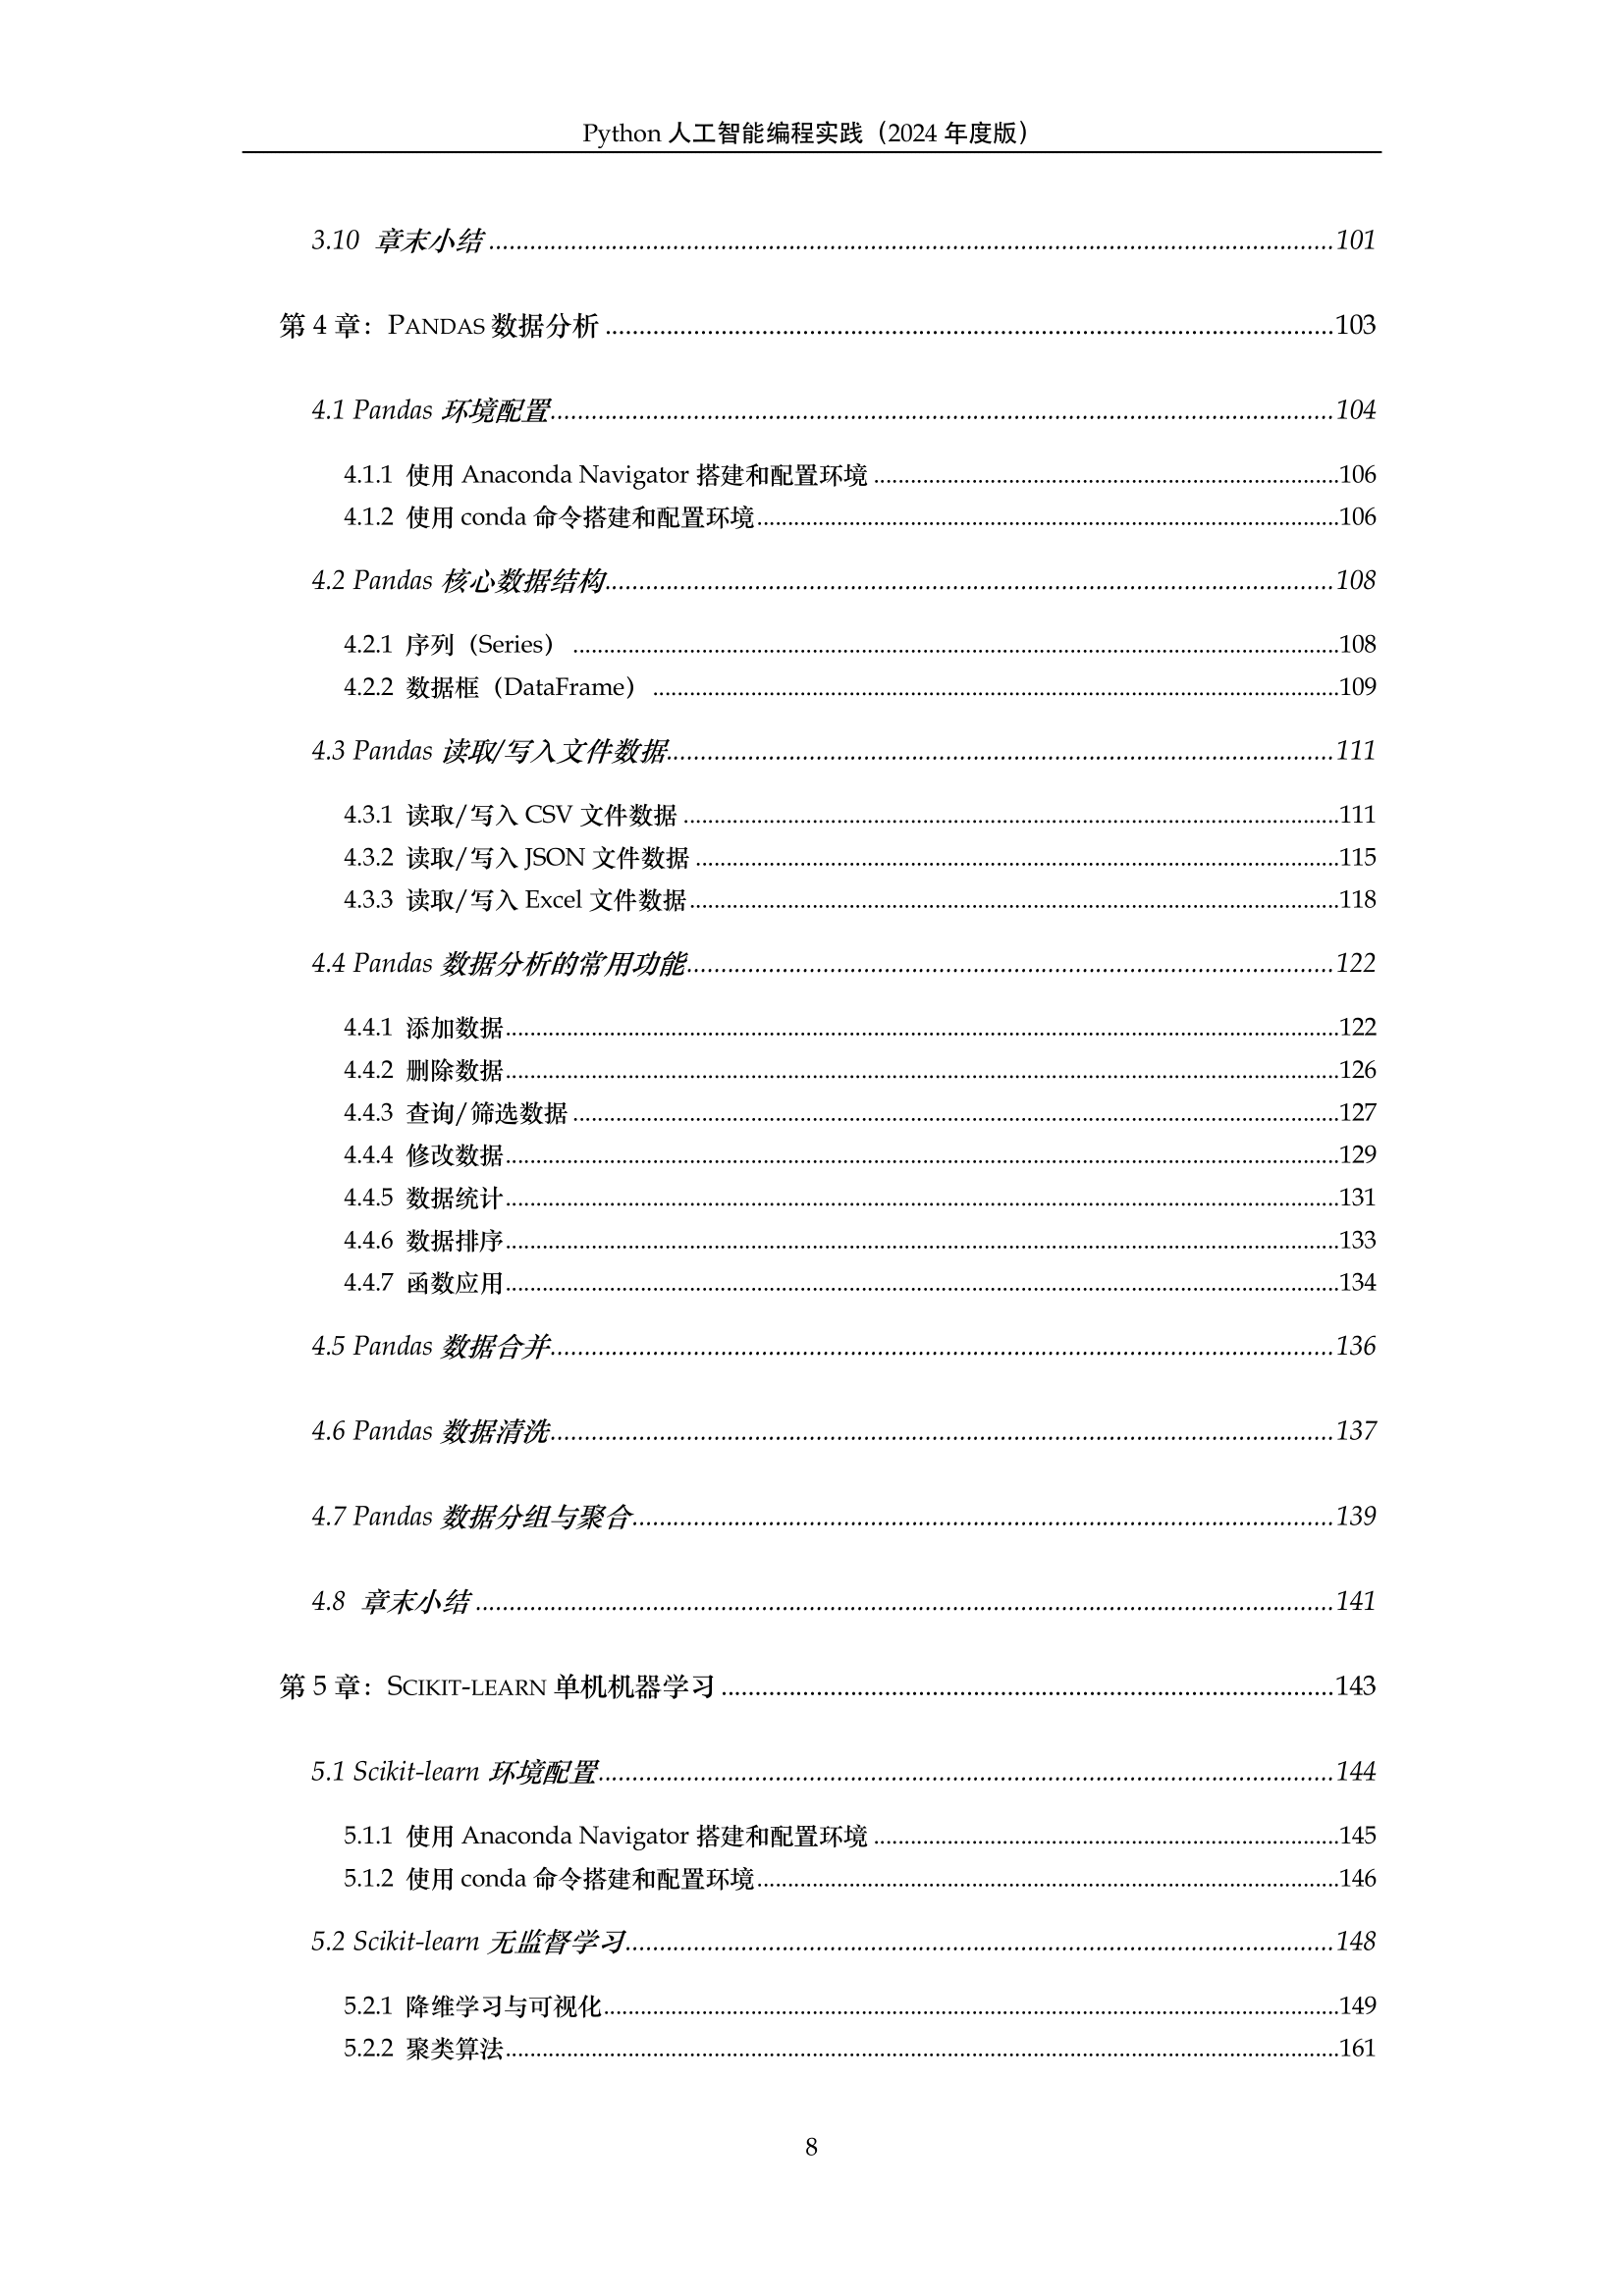 Python 人工智能编程实践（2024 年度版）
3.10 章末小结....................101
第 4 章：PANDAS 数据分析....................103
4.1 Pandas 环境配置....................104
4.1.1 使用 Anaconda Navigator 搭建和配置环境....................106
4.1.2 使用 conda 命令搭建和配置环境....................106
4.2 Pandas 核心数据结构....................108
4.2.1 序列（Series）....................108
4.2.2 数据框（DataFrame）....................109
4.3 Pandas 读取/写入文件数据....................111
4.3.1 读取/写入 CSV 文件数据....................111
4.3.2 读取/写入 JSON 文件数据....................115
4.3.3 读取/写入 Excel 文件数据....................118
4.4 Pandas 数据分析的常用功能....................122
4.4.1 添加数据....................122
4.4.2 删除数据....................126
4.4.3 查询/筛选数据....................127
4.4.4 修改数据....................129
4.4.5 数据统计....................131
4.4.6 数据排序....................133
4.4.7 函数应用....................134
4.5 Pandas 数据合并....................136
4.6 Pandas 数据清洗....................137
4.7 Pandas 数据分组与聚合....................139
4.8 章末小结....................141
第 5 章：SCIKIT-LEARN 单机机器学习....................143
5.1 Scikit-learn 环境配置....................144
5.1.1 使用 Anaconda Navigator 搭建和配置环境....................145
5.1.2 使用 conda 命令搭建和配置环境....................146
5.2 Scikit-learn 无监督学习....................148
5.2.1 降维学习与可视化....................149
5.2.2 聚类算法....................161
8